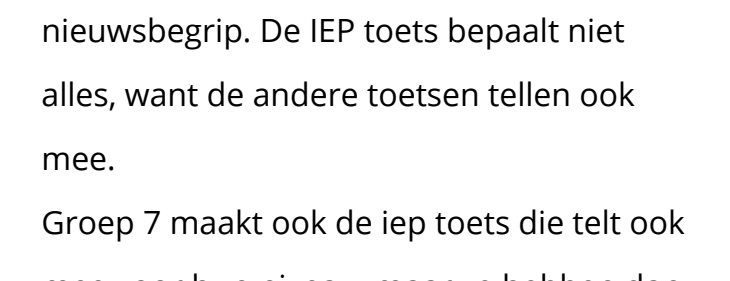 nieuwsbegrip. De IEP toets bepaalt niet
alles, want de andere toetsen tellen ook
mee.
Groep 7 maakt ook de iep toets die telt ook